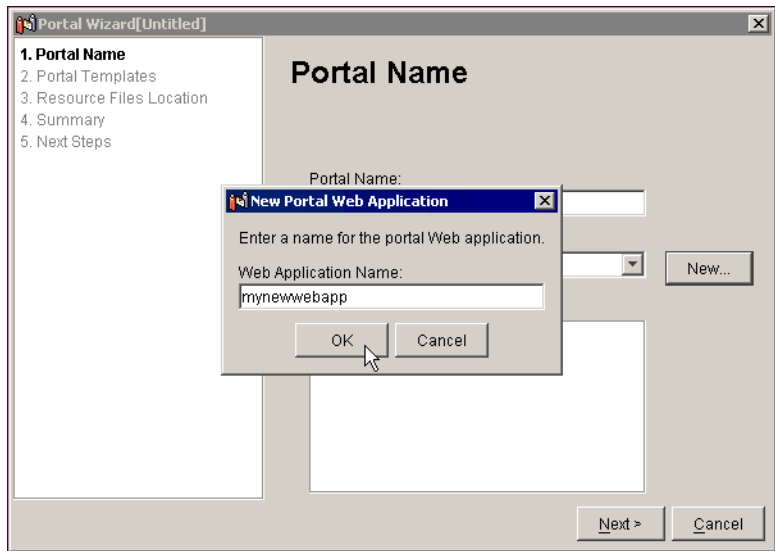 Portal Wizard[Untitled]
1. Portal Name
2. Portal Templates
3. Resource Files Location
4. Summary
5. Next Steps
Portal Name
Portal Name:
New...
New Portal Web Application
Enter a name for the portal Web application.
Web Application Name:
mynewwebapp
OK
Cancel
Next >
Cancel